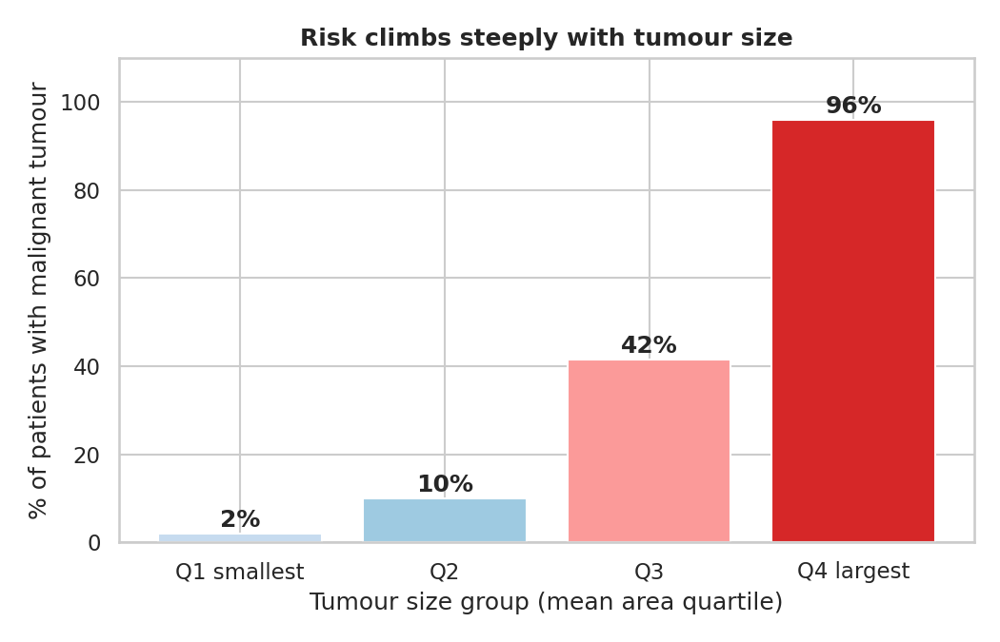 Risk climbs steeply with tumour size
% of patients with malignant tumour
100
80
60
40
20
0
2%
10%
42%
96%
Q1 smallest
Q2
Q3
Q4 largest
Tumour size group (mean area quartile)